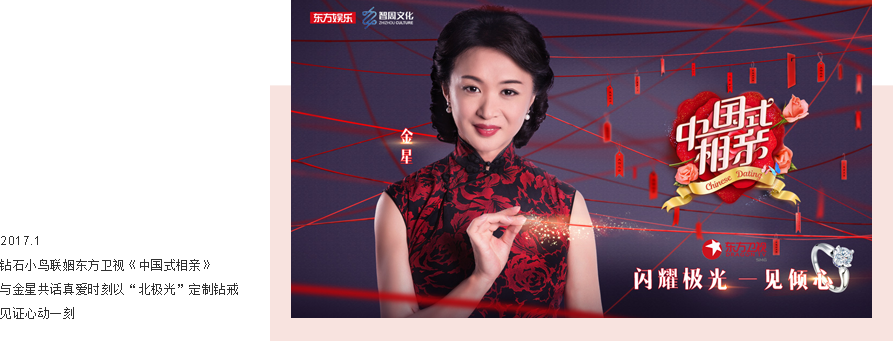 2017.1
钻石小鸟联姻东方卫视《中国式相亲》
与金星共话真爱时刻以“北极光”定制钻戒
见证心动一刻
东方娱乐
智周文化
ZHIZHOU CULTURE
金星
中国式
相亲
Chinese Dating
东方卫视
闪耀极光 一见倾心